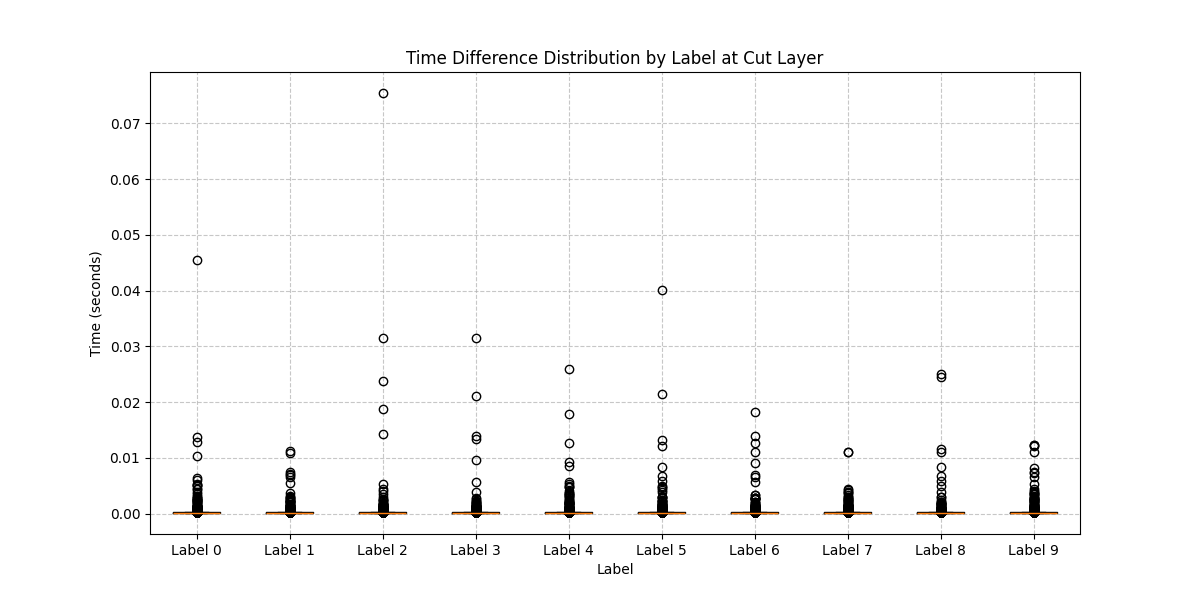 Time Difference Distribution by Label at Cut Layer
Time (seconds)
0.07
0.06
0.05
0.04
0.03
0.02
0.01
0.00
Label 0 Label 1 Label 2 Label 3 Label 4 Label 5 Label 6 Label 7 Label 8 Label 9
Label